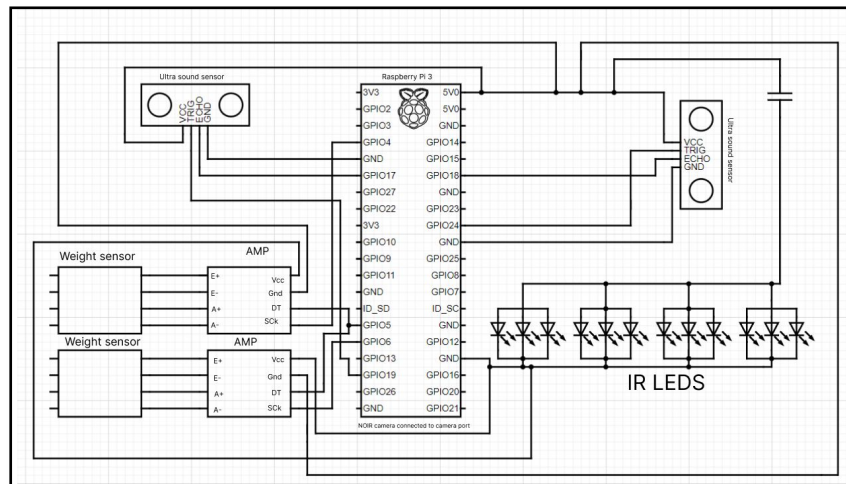 Ultra sound sensor
VCC
TRIG
ECHO
GND
Raspberry Pi 3
3V3
GPIO2
GPIO3
GPIO4
GND
GPIO17
GPIO27
GPIO22
3V3
GPIO10
GPIO9
GPIO11
GND
ID_SD
GPIO5
GPIO6
GPIO13
GPIO19
GPIO26
GND
5V0
5V0
GND
GPIO14
GPIO15
GPIO18
GND
GPIO23
GPIO24
GND
GPIO25
GPIO8
GPIO7
ID_SC
GND
GPIO12
GND
GPIO16
GPIO20
GPIO21
NOIR camera connected to camera port
VCC
TRIG
ECHO
GND
Ultra sound sensor
Weight sensor
AMP
E+
E-
A+
A-
Vcc
Gnd
DT
SCk
Weight sensor
AMP
E+
E-
A+
A-
Vcc
Gnd
DT
SCk
IR LEDS